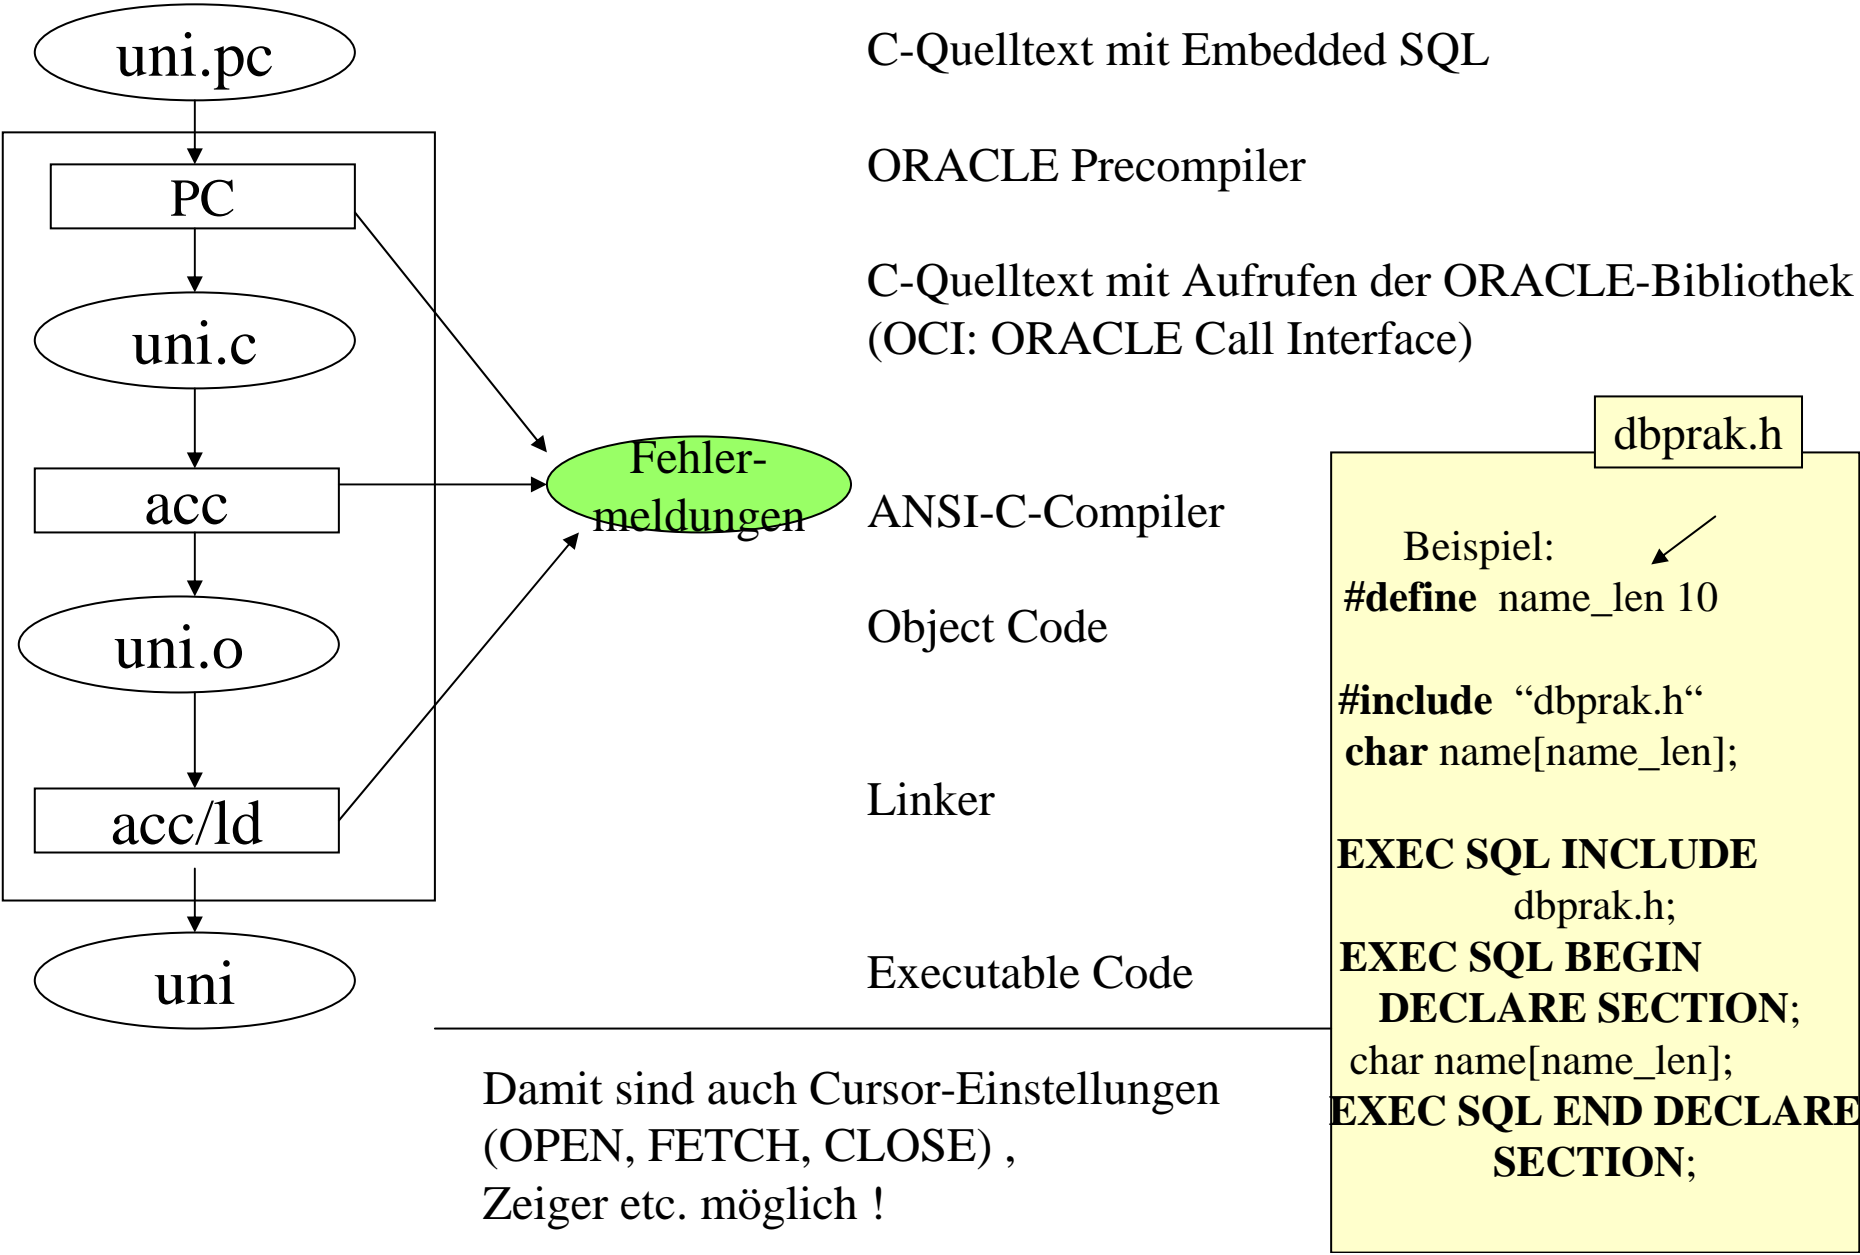 uni.pc
C-Quelltext mit Embedded SQL
PC
ORACLE Precompiler
uni.c
C-Quelltext mit Aufrufen der ORACLE-Bibliothek
(OCI: ORACLE Call Interface)
acc
Fehler-
meldungen
ANSI-C-Compiler
uni.o
Object Code
acc/ld
Linker
uni
Executable Code
dbprak.h
Beispiel:
#define name_len 10
#include “dbprak.h“
char name[name_len];
EXEC SQL INCLUDE
dbprak.h;
EXEC SQL BEGIN
DECLARE SECTION;
char name[name_len];
EXEC SQL END DECLARE
SECTION;
Damit sind auch Cursor-Einstellungen
(OPEN, FETCH, CLOSE) ,
Zeiger etc. möglich !